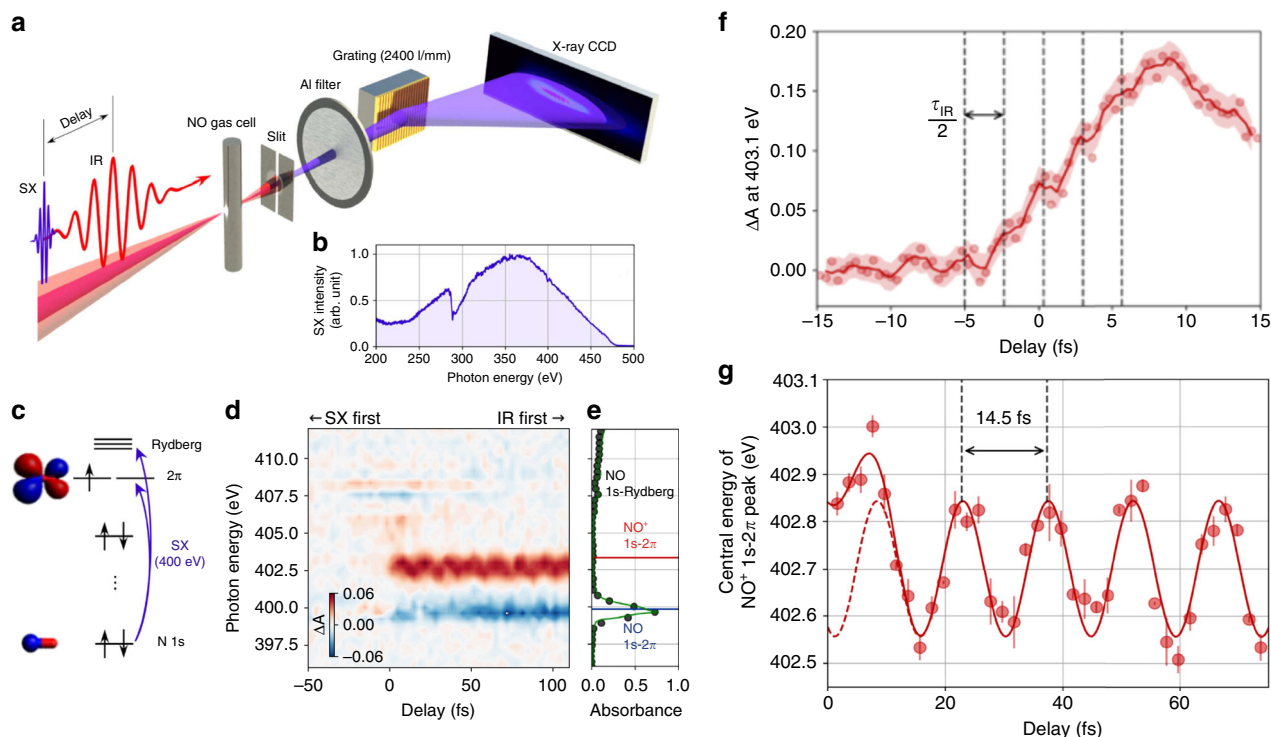 a
Delay
IR
SX
NO gas cell
Slit
Al filter
Grating (2400 l/mm)
X-ray CCD
b
SX intensity
(arb. unit)
1.0
0.5
0.0
200 250 300 350 400 450 500
Photon energy (eV)
c
Rydberg
2π
SX
(400 eV)
⋮
N 1s
d
← SX first
IR first →
Photon energy (eV)
410.0
407.5
405.0
402.5
400.0
397.5
ΔA
0.06
0.00
−0.06
−50 0 50 100
Delay (fs)
e
NO
1s-Rydberg
NO⁺
1s-2π
NO
1s-2π
0.0 0.5 1.0
Absorbance
f
ΔA at 403.1 eV
0.20
0.15
0.10
0.05
0.00
τIR
2
−15 −10 −5 0 5 10 15
Delay (fs)
g
Central energy of
NO⁺ 1s-2π peak (eV)
403.1
403.0
402.9
402.8
402.7
402.6
402.5
402.4
14.5 fs
0 20 40 60
Delay (fs)